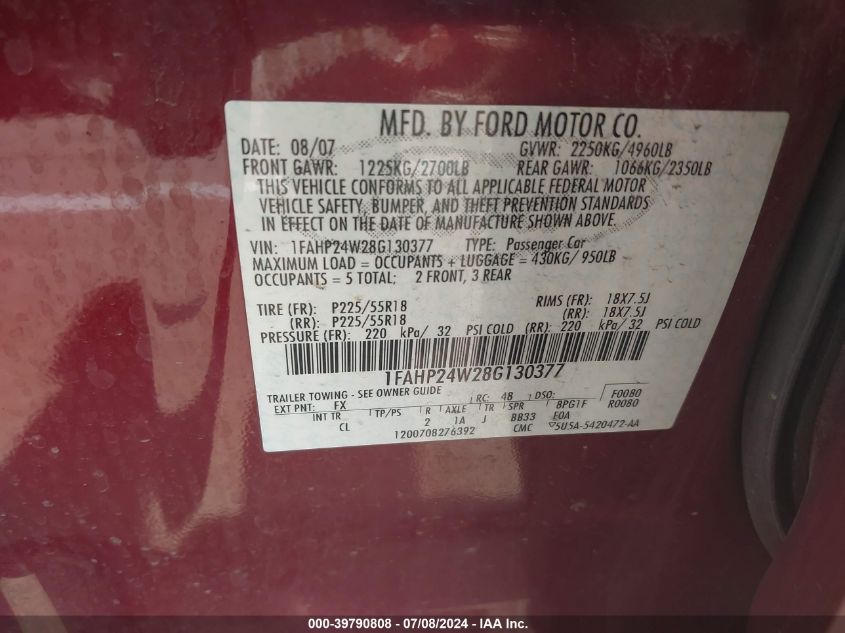 MFD. BY FORD MOTOR CO.
DATE: 08/07 GVWR: 2250KG/4960LB
FRONT GAWR: 1225KG/2700LB REAR GAWR: 1066KG/2350LB
THIS VEHICLE CONFORMS TO ALL APPLICABLE FEDERAL MOTOR
VEHICLE SAFETY, BUMPER, AND THEFT PREVENTION STANDARDS
IN EFFECT ON THE DATE OF MANUFACTURE SHOWN ABOVE.
VIN: 1FAHP24W28G130377 TYPE: Passenger Car
MAXIMUM LOAD = OCCUPANTS + LUGGAGE = 430KG/ 950LB
OCCUPANTS = 5 TOTAL; 2 FRONT, 3 REAR
TIRE (FR): P225/55R18 RIMS (FR): 18X7.5J
(RR): P225/55R18 (RR): 18X7.5J
PRESSURE (FR): 220 kPa/ 32 PSI COLD (RR): 220 kPa/ 32 PSI COLD
1FAHP24W28G130377
TRAILER TOWING - SEE OWNER GUIDE
EXT PNT: FX RC: 48 DSO: F0080
INT TR TP/PS R AXLE TR SPR BPG1F R0080
CL 2 1A J BB33 EOA
1200708276392 CMC 5U5A-5420472-AA
000-39790808 - 07/08/2024 - IAA Inc.